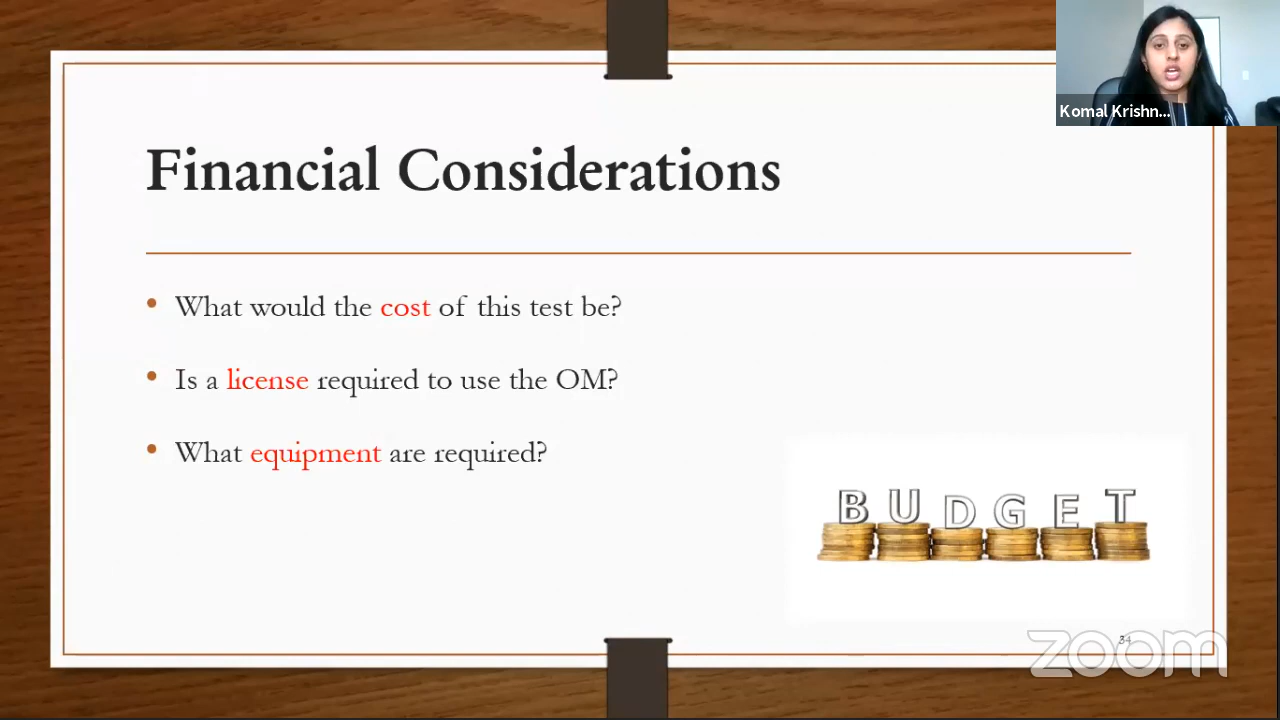 Komal Krishn...
Financial Considerations
• What would the cost of this test be?
• Is a license required to use the OM?
• What equipment are required?
BUDGET
34
zoom